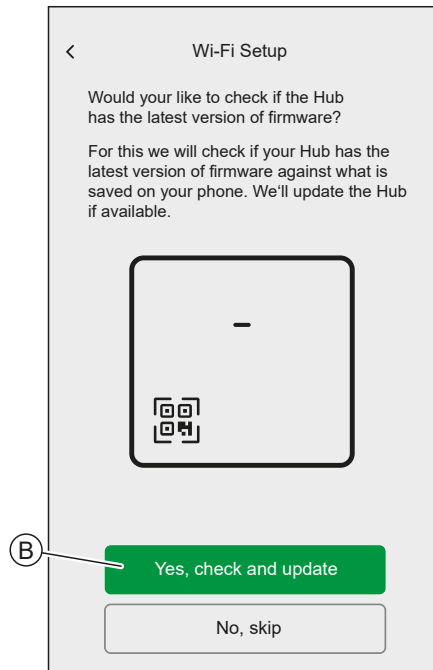 Wi-Fi Setup
Would your like to check if the Hub
has the latest version of firmware?
For this we will check if your Hub has the
latest version of firmware against what is
saved on your phone. We'll update the Hub
if available.
B
Yes, check and update
No, skip